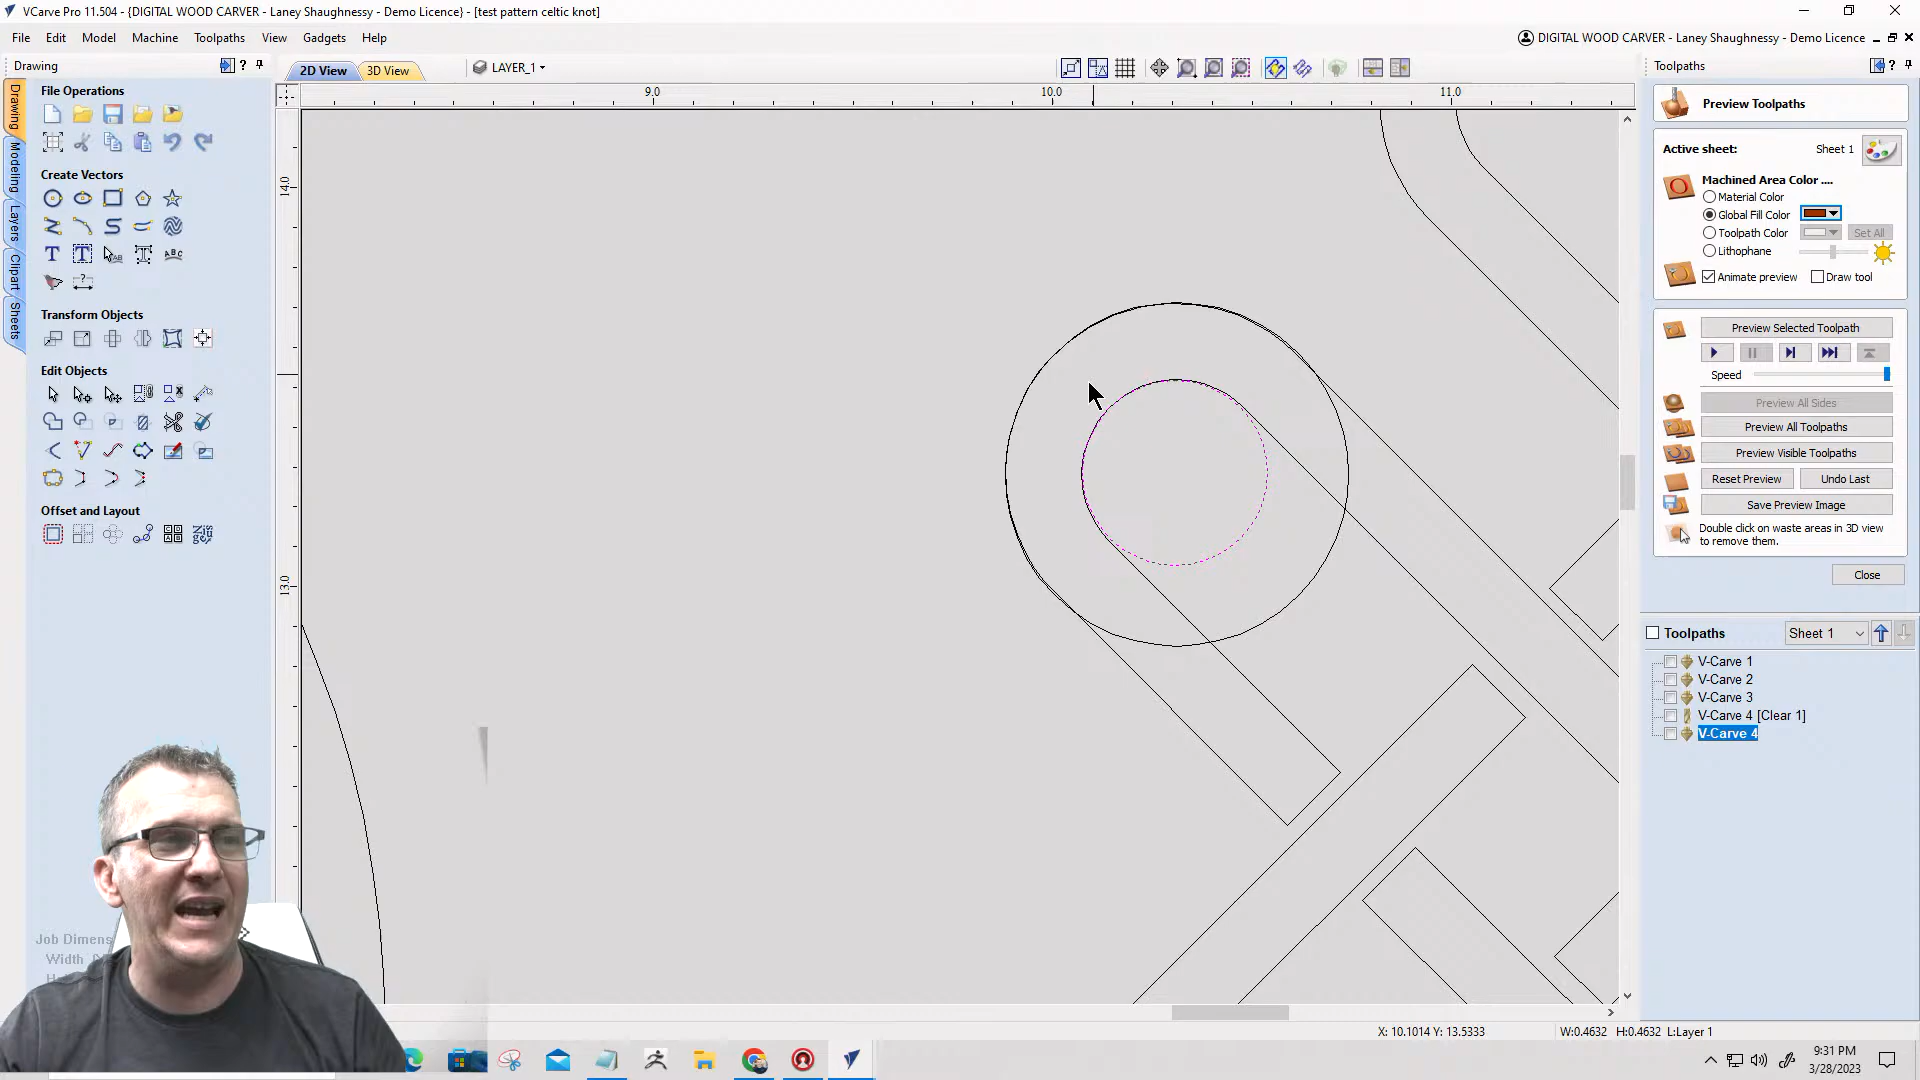 VCarve Pro 11.504 - {DIGITAL WOOD CARVER - Laney Shaughnessy - Demo Licence} - [test pattern celtic knot]
File Edit Model Machine Toolpaths View Gadgets Help
DIGITAL WOOD CARVER - Laney Shaughnessy - Demo Licence
Drawing
2D View
3D View
LAYER_1
Toolpaths
Drawing
Modeling
Layers
Clipart
Sheets
File Operations
Create Vectors
Transform Objects
Edit Objects
Offset and Layout
Job Dimens
Width
9.0
10.0
11.0
14.0
13.0
Preview Toolpaths
Active sheet: Sheet 1
Machined Area Color ....
Material Color
Global Fill Color
Toolpath Color
Set All
Lithophane
Animate preview
Draw tool
Preview Selected Toolpath
Speed
Preview All Sides
Preview All Toolpaths
Preview Visible Toolpaths
Reset Preview
Undo Last
Save Preview Image
Double click on waste areas in 3D view
to remove them.
Close
Toolpaths
Sheet 1
V-Carve 1
V-Carve 2
V-Carve 3
V-Carve 4 [Clear 1]
V-Carve 4
X: 10.1014 Y: 13.5333
W:0.4632 H:0.4632 L:Layer 1
9:31 PM
3/28/2023